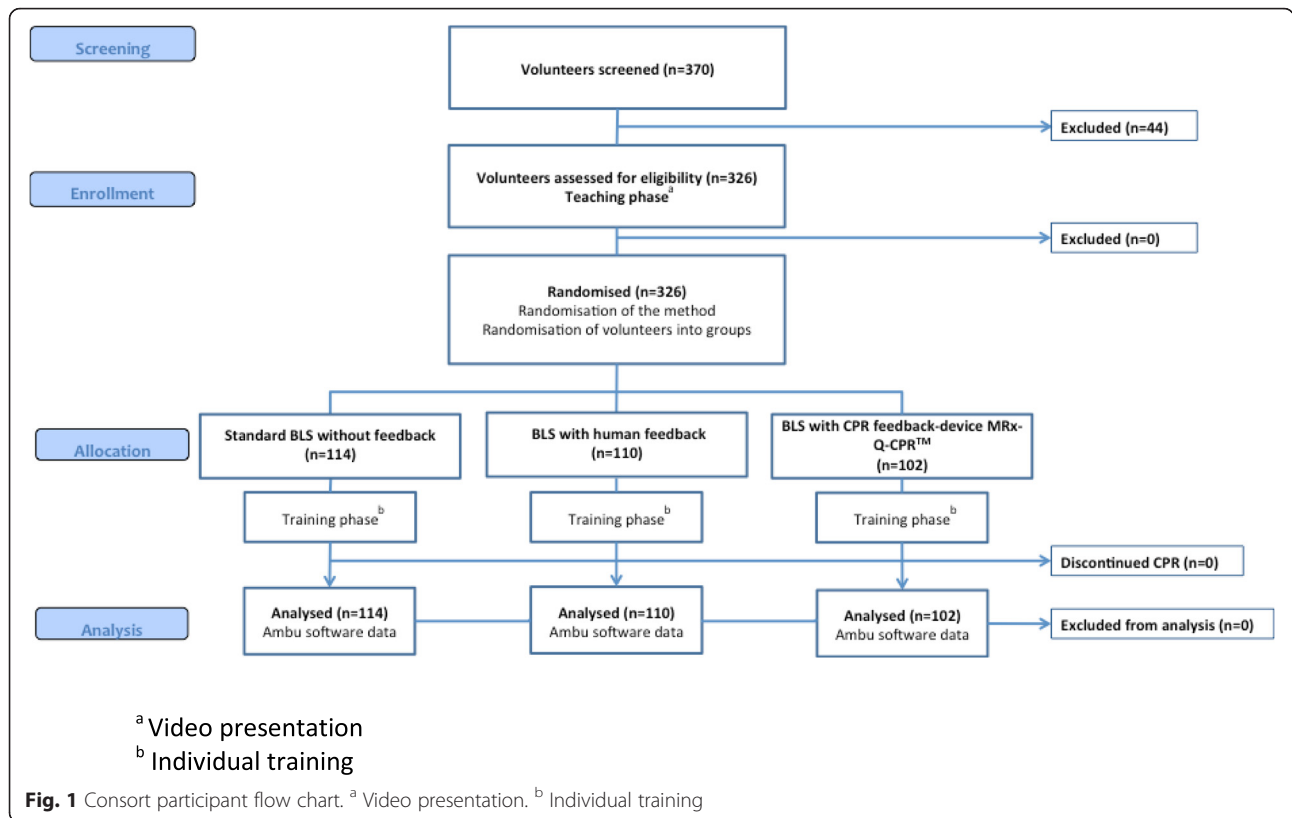 Screening
Volunteers screened (n=370)
Excluded (n=44)
Enrollment
Volunteers assessed for eligibility (n=326)
Teaching phase a
Excluded (n=0)
Randomised (n=326)
Randomisation of the method
Randomisation of volunteers into groups
Allocation
Standard BLS without feedback
(n=114)
BLS with human feedback
(n=110)
BLS with CPR feedback-device MRx-
Q-CPR™
(n=102)
Training phase b
Training phase b
Training phase b
Discontinued CPR (n=0)
Analysis
Analysed (n=114)
Ambu software data
Analysed (n=110)
Ambu software data
Analysed (n=102)
Ambu software data
Excluded from analysis (n=0)
a Video presentation
b Individual training
Fig. 1 Consort participant flow chart. a Video presentation. b Individual training